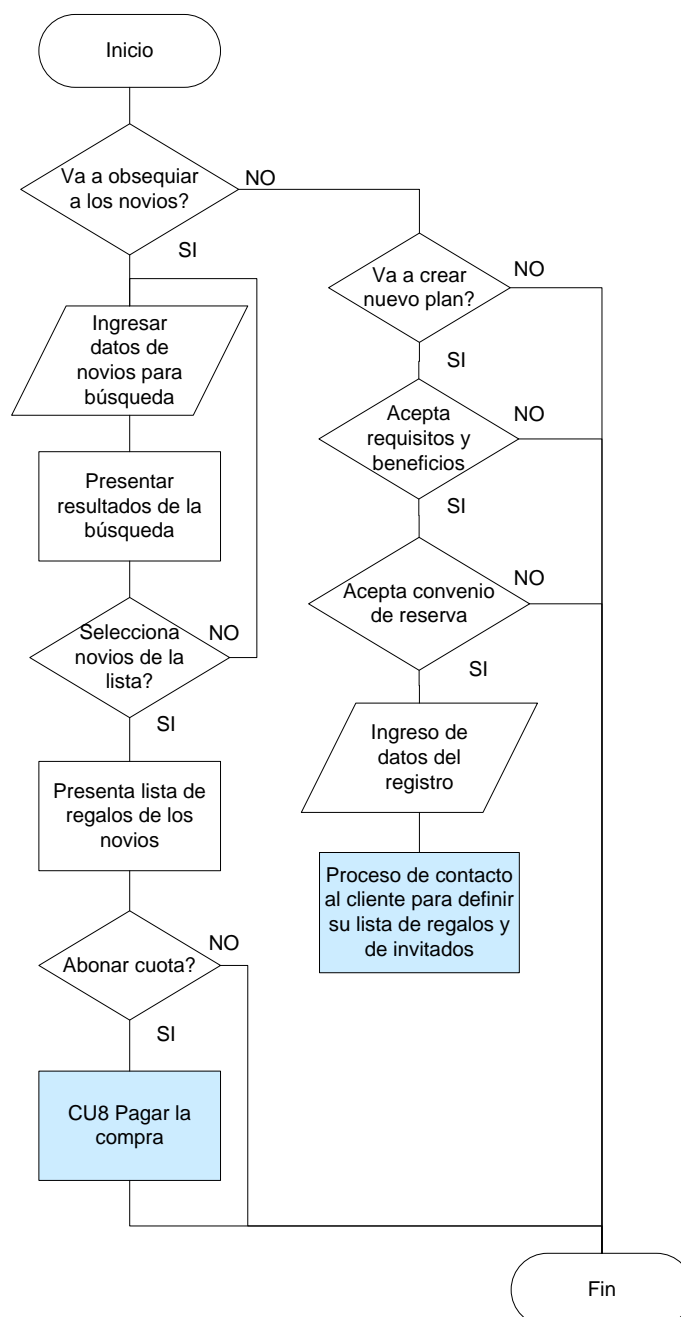 Inicio
Va a obsequiar
a los novios?
NO
SI
Ingresar
datos de
novios para
búsqueda
Presentar
resultados de la
búsqueda
Selecciona
novios de la
lista?
NO
SI
Presenta lista de
regalos de los
novios
Abonar cuota?
NO
SI
CU8 Pagar la
compra
Va a crear
nuevo plan?
NO
SI
Acepta
requisitos y
beneficios
NO
SI
Acepta convenio
de reserva
NO
SI
Ingreso de
datos del
registro
Proceso de contacto
al cliente para definir
su lista de regalos y
de invitados
Fin